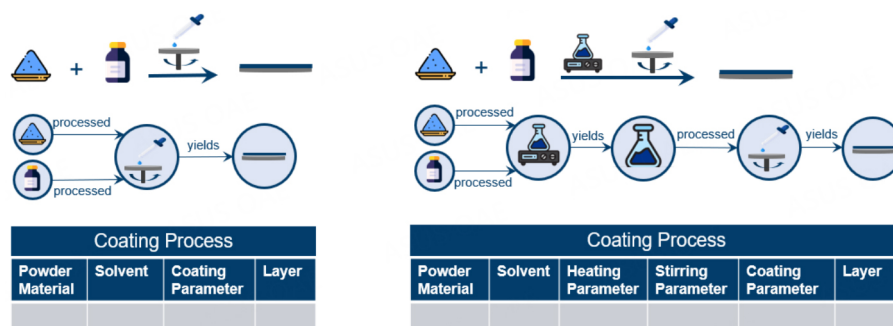 +
+
processed
yields
processed
processed
yields
processed
yields
processed
Coating Process
Powder Material
Solvent
Coating Parameter
Layer
Coating Process
Powder Material
Solvent
Heating Parameter
Stirring Parameter
Coating Parameter
Layer